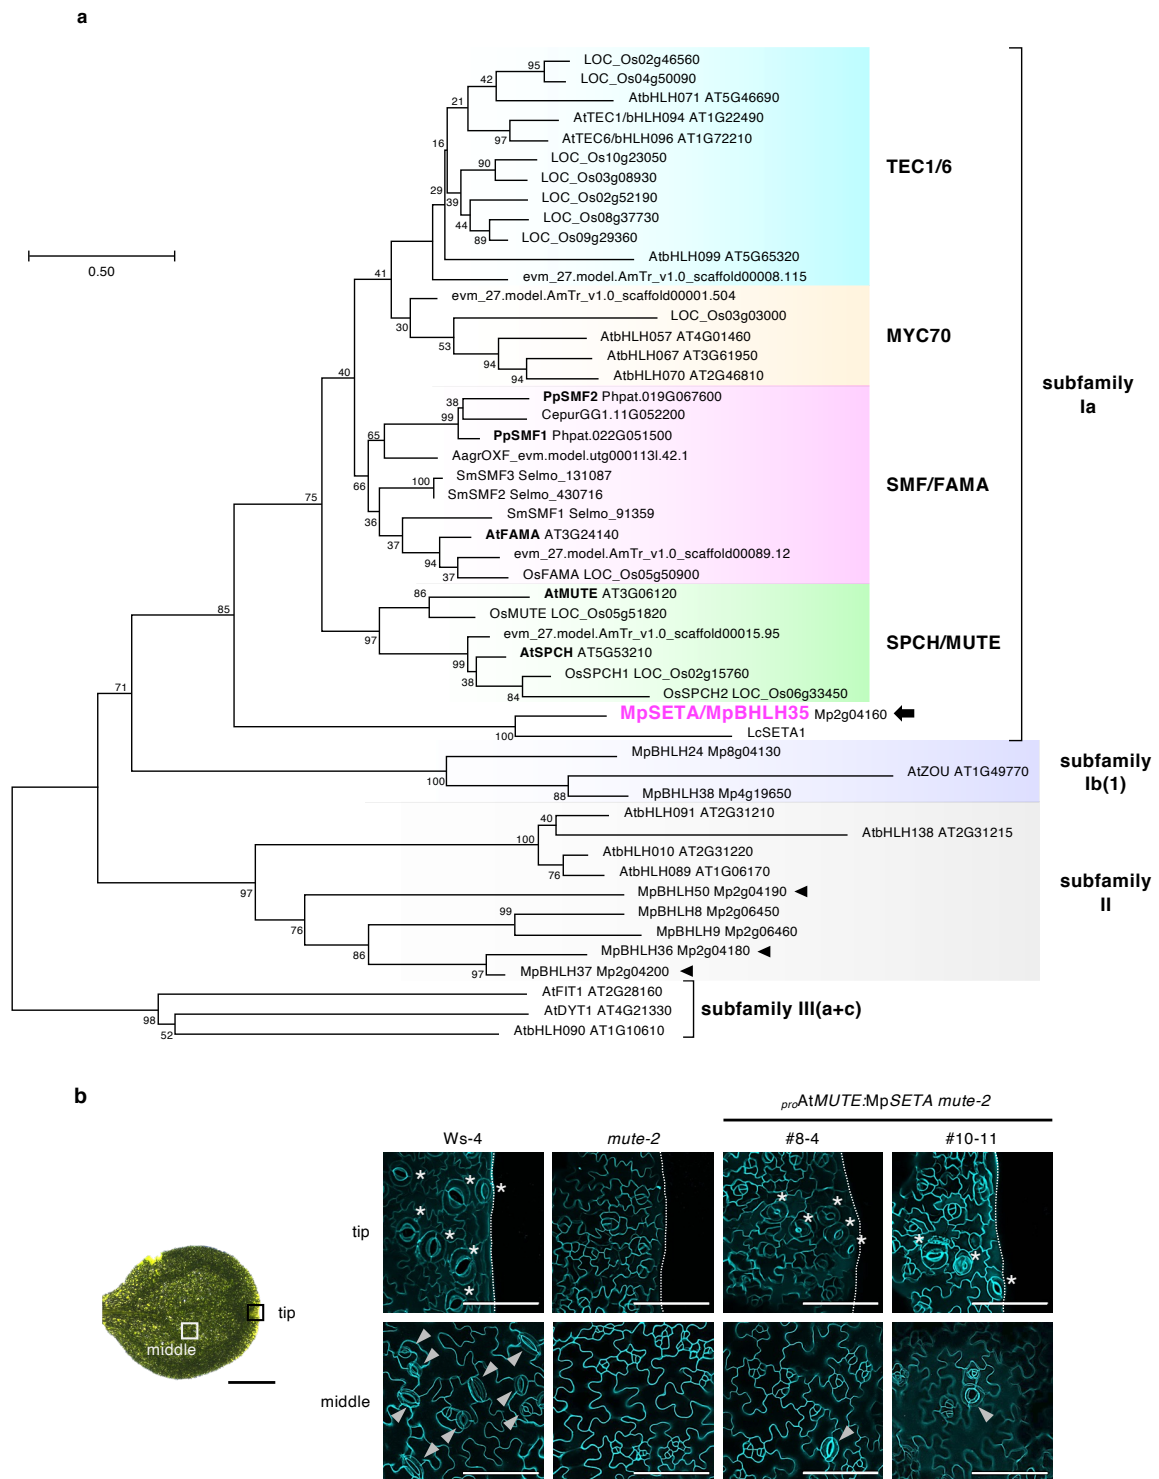 a
LOC_Os02g46560
95
LOC_Os04g50090
42
AtbHLH071 AT5G46690
21
AtTEC1/bHLH094 AT1G22490
97
AtTEC6/bHLH096 AT1G72210
16
LOC_Os10g23050
90
LOC_Os03g08930
TEC1/6
29
39
LOC_Os02g52190
44
LOC_Os08g37730
89
LOC_Os09g29360
AtbHLH099 AT5G65320
0.50
41
evm_27.model.AmTr_v1.0_scaffold00008.115
evm_27.model.AmTr_v1.0_scaffold00001.504
30
LOC_Os03g03000
53
AtbHLH057 AT4G01460
MYC70
94
AtbHLH067 AT3G61950
94
AtbHLH070 AT2G46810
40
subfamily
Ia
PpSMF2 Phpat.019G067600
38
99
CepurGG1.11G052200
65
PpSMF1 Phpat.022G051500
AagrOXF_evm.model.utg000113l.42.1
66
SmSMF3 Selmo_131087
100
SmSMF2 Selmo_430716
SMF/FAMA
75
36
SmSMF1 Selmo_91359
37
AtFAMA AT3G24140
94
evm_27.model.AmTr_v1.0_scaffold00089.12
37
OsFAMA LOC_Os05g50900
86
AtMUTE AT3G06120
85
OsMUTE LOC_Os05g51820
97
evm_27.model.AmTr_v1.0_scaffold00015.95
SPCH/MUTE
99
AtSPCH AT5G53210
38
OsSPCH1 LOC_Os02g15760
84
OsSPCH2 LOC_Os06g33450
71
MpSETA/MpBHLH35 Mp2g04160
100
LcSETA1
MpBHLH24 Mp8g04130
100
AtZOU AT1G49770
88
MpBHLH38 Mp4g19650
subfamily
Ib(1)
AtbHLH091 AT2G31210
40
100
AtbHLH138 AT2G31215
AtbHLH010 AT2G31220
76
AtbHLH089 AT1G06170
97
MpBHLH50 Mp2g04190
subfamily
II
76
99
MpBHLH8 Mp2g06450
MpBHLH9 Mp2g06460
86
MpBHLH36 Mp2g04180
97
MpBHLH37 Mp2g04200
AtFIT1 AT2G28160
98
AtDYT1 AT4G21330
subfamily III(a+c)
52
AtbHLH090 AT1G10610
b
proAtMUTE:MpSETA mute-2
Ws-4 mute-2 #8-4 #10-11
tip
tip
middle
middle